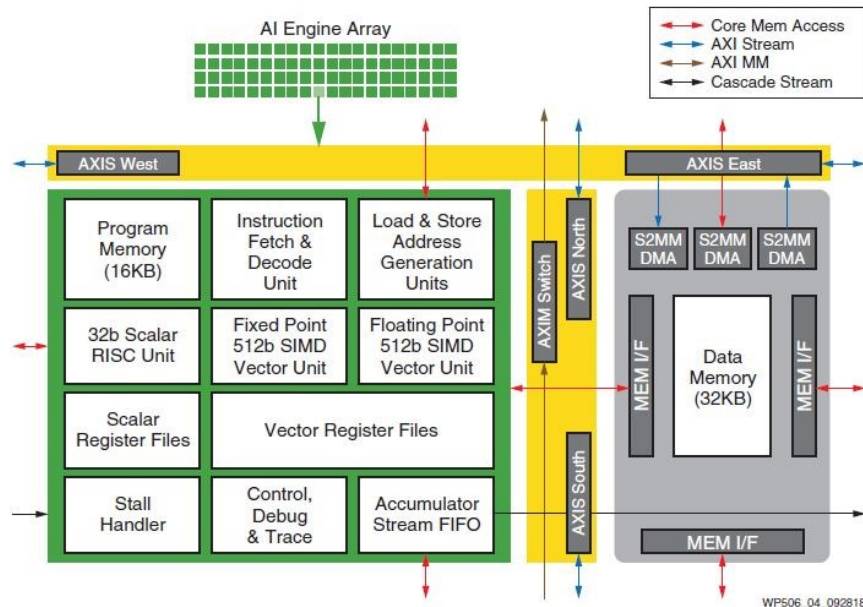 AI Engine Array
Core Mem Access
AXI Stream
AXI MM
Cascade Stream
AXIS West
AXIS East
Program
Memory
(16KB)
Instruction
Fetch &
Decode
Unit
Load & Store
Address
Generation
Units
32b Scalar
RISC Unit
Fixed Point
512b SIMD
Vector Unit
Floating Point
512b SIMD
Vector Unit
Scalar
Register Files
Vector Register Files
Stall
Handler
Control,
Debug
& Trace
Accumulator
Stream FIFO
AXIM Switch
AXIS North
AXIS South
S2MM
DMA
S2MM
DMA
S2MM
DMA
MEM I/F
Data
Memory
(32KB)
MEM I/F
MEM I/F
WP506_04_092818